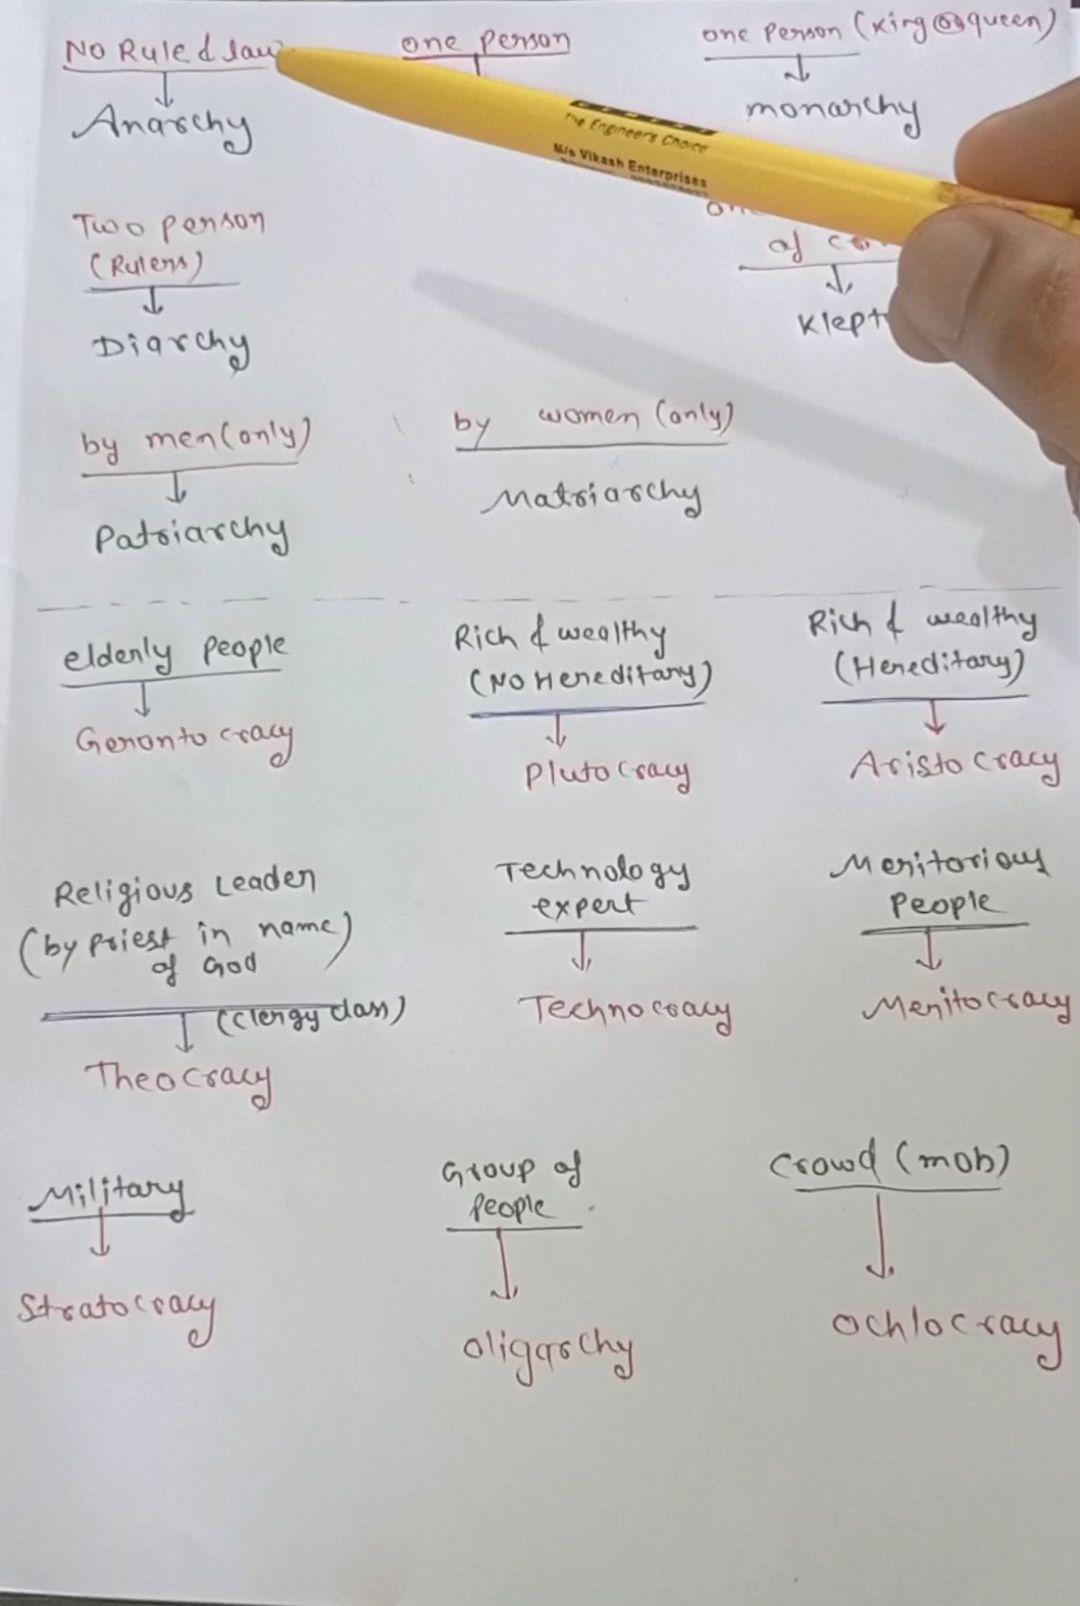 No Rule & law
Anarchy
one person
one person (King or queen)
monarchy
The Engineer's Choice
M/s Vikash Enterprises
Two person
(Rulers)
Diarchy
of
by men (only)
Patriarchy
by women (only)
Matriarchy
elderly people
Geronto cracy
Rich & wealthy
(No Hereditary)
Pluto cracy
Rich & wealthy
(Hereditary)
Aristo cracy
Religious Leader
(by Priest in name
of God)
(clergy class)
Theocracy
Technology
expert
Technocracy
Meritorious
People
Meritocracy
Military
Stratocracy
Group of
People
Oligarchy
Crowd (mob)
Ochlocracy